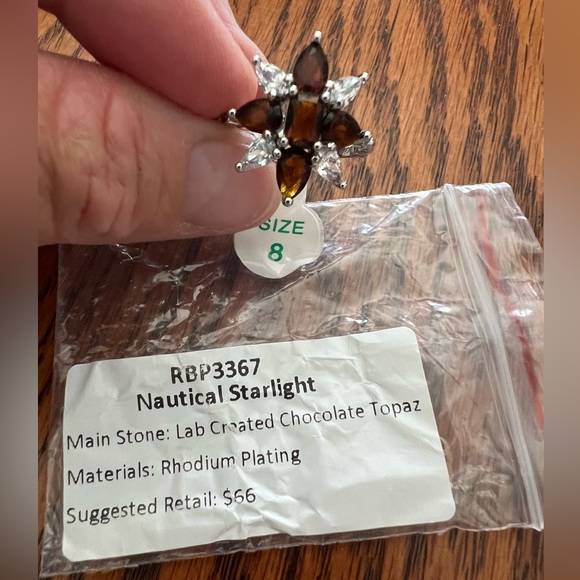 SIZE
8
RBP3367
Nautical Starlight
Main Stone: Lab Created Chocolate Topaz
Materials: Rhodium Plating
Suggested Retail: $66